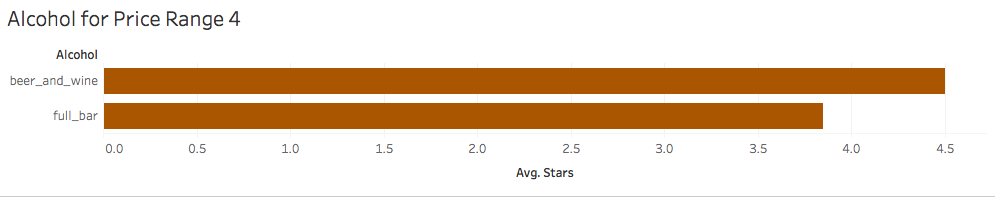 Alcohol for Price Range 4
Alcohol
beer_and_wine
full_bar
0.0 0.5 1.0 1.5 2.0 2.5 3.0 3.5 4.0 4.5
Avg. Stars